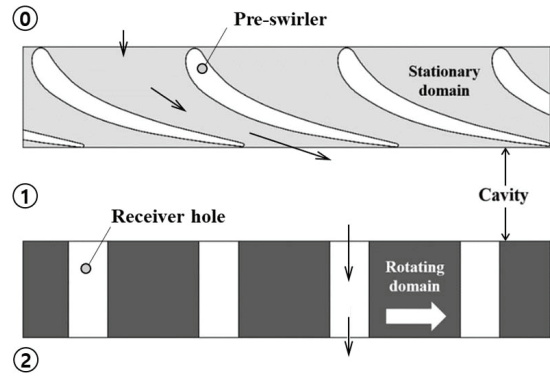 ⓪
Pre-swirler
Stationary
domain
①
Cavity
Receiver hole
Rotating
domain
②